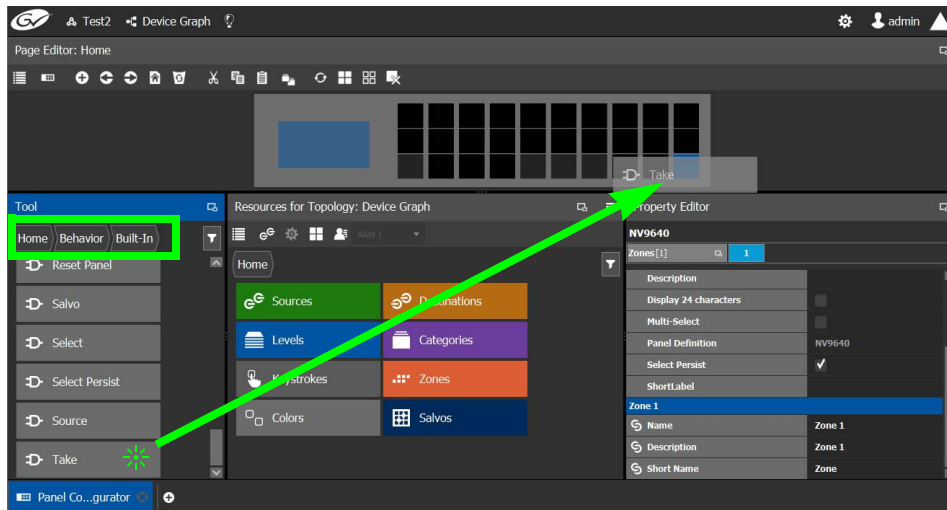 GV Test2 Device Graph admin
Page Editor: Home
Take
Tool
Home Behavior Built-In
Reset Panel
Salvo
Select
Select Persist
Source
Take
Resources for Topology: Device Graph
Alias 1
Home
Sources
Destinations
Levels
Categories
Keystrokes
Zones
Colors
Salvos
Property Editor
NV9640
Zones[1] 1
Description
Display 24 characters
Multi-Select
Panel Definition NV9640
Select Persist
ShortLabel
Zone 1
Name Zone 1
Description Zone 1
Short Name Zone
Panel Co...gurator